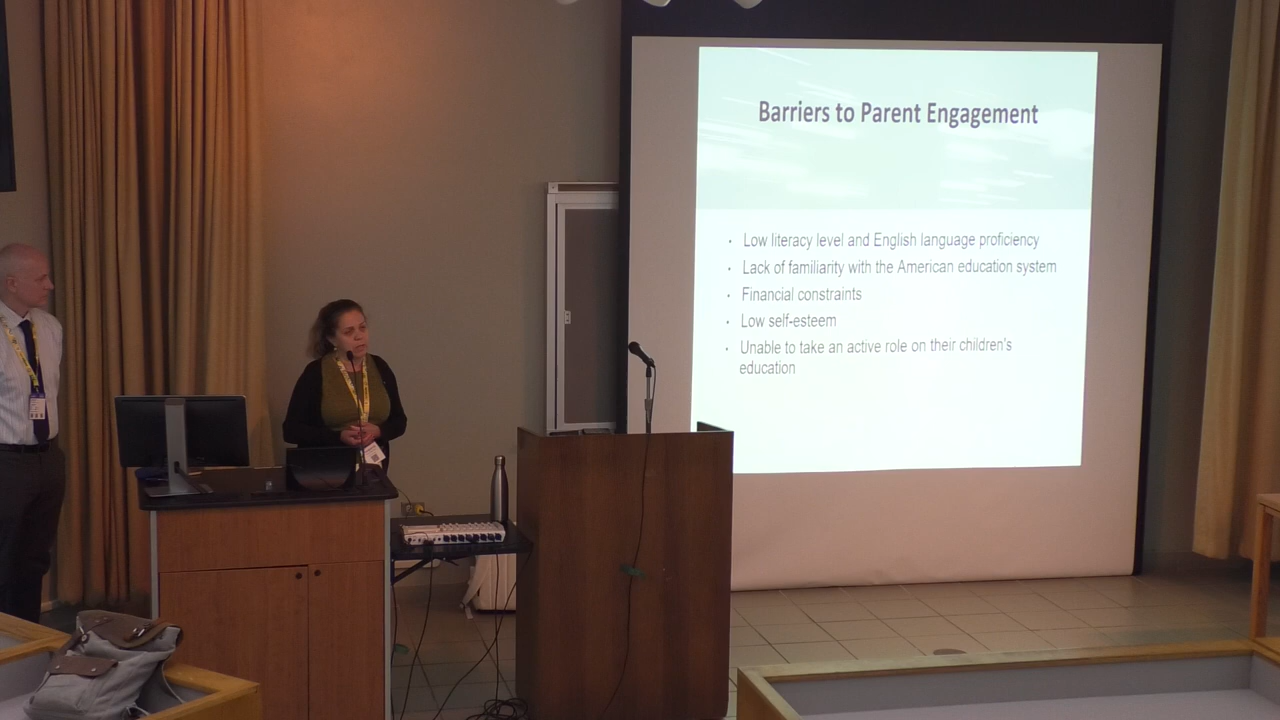 Barriers to Parent Engagement
· Low literacy level and English language proficiency
· Lack of familiarity with the American education system
· Financial constraints
· Low self-esteem
· Unable to take an active role on their children's
education